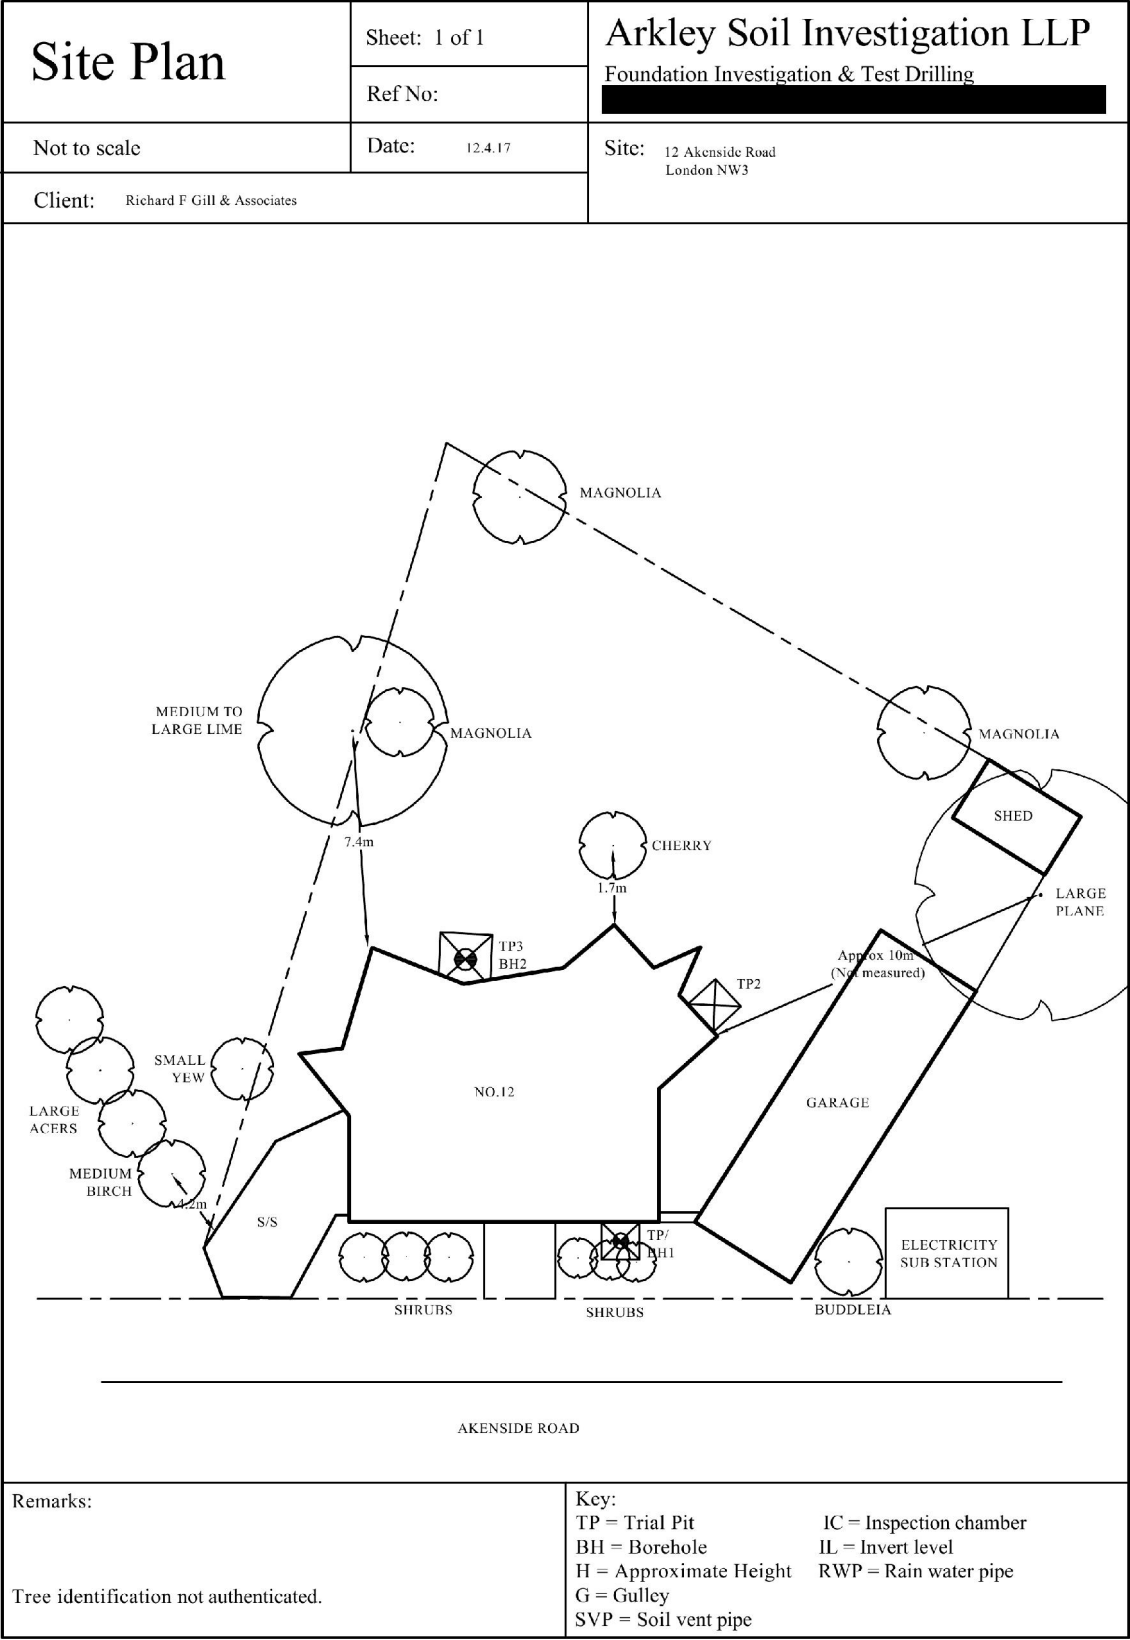 Site Plan
Sheet: 1 of 1
Ref No:
Arkley Soil Investigation LLP
Foundation Investigation & Test Drilling
Not to scale
Date: 12.4.17
Site: 12 Akenside Road
London NW3
Client: Richard F Gill & Associates
MAGNOLIA
MEDIUM TO
LARGE LIME
MAGNOLIA
MAGNOLIA
SHED
7.4m
CHERRY
1.7m
LARGE
PLANE
TP3
BH2
Approx 10m
(Not measured)
TP2
SMALL
YEW
NO.12
GARAGE
LARGE
ACERS
MEDIUM
BIRCH
4.2m
S/S
TP/
BH1
ELECTRICITY
SUB STATION
SHRUBS
SHRUBS
BUDDLEIA
AKENSIDE ROAD
Remarks:
Tree identification not authenticated.
Key:
TP = Trial Pit
IC = Inspection chamber
BH = Borehole
IL = Invert level
H = Approximate Height
RWP = Rain water pipe
G = Gulley
SVP = Soil vent pipe